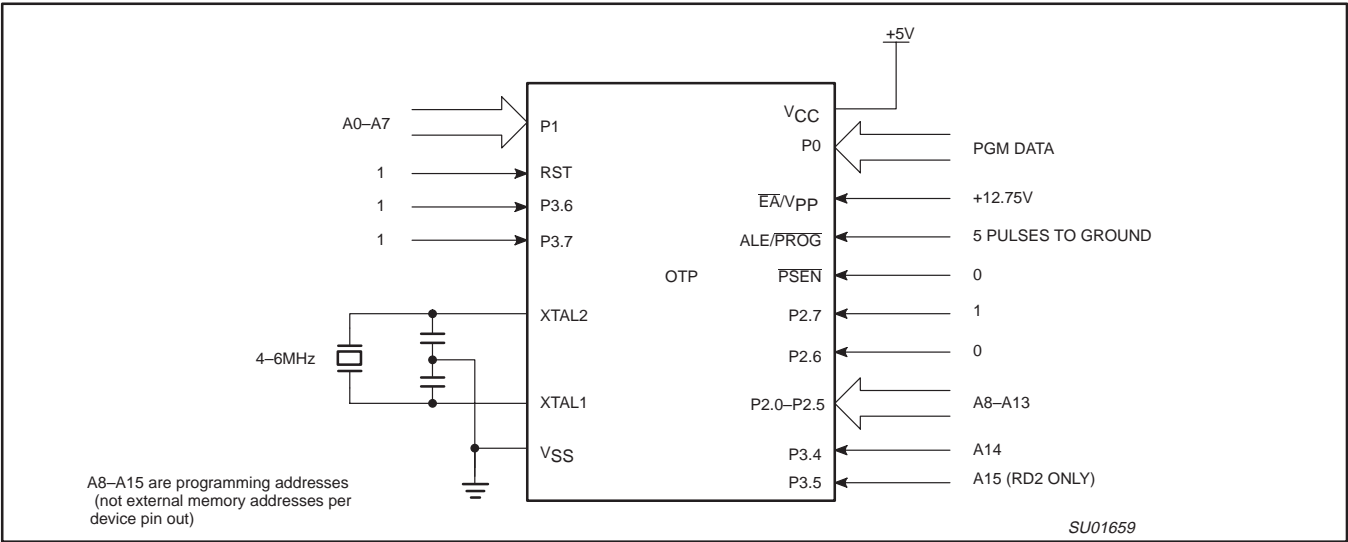 +5V
A0–A7
1
1
1
4–6MHz
P1
RST
P3.6
P3.7
XTAL2
XTAL1
VSS
OTP
VCC
P0
EA/VPP
ALE/PROG
PSEN
P2.7
P2.6
P2.0–P2.5
P3.4
P3.5
PGM DATA
+12.75V
5 PULSES TO GROUND
0
1
0
A8–A13
A14
A15 (RD2 ONLY)
A8–A15 are programming addresses
(not external memory addresses per
device pin out)
SU01659